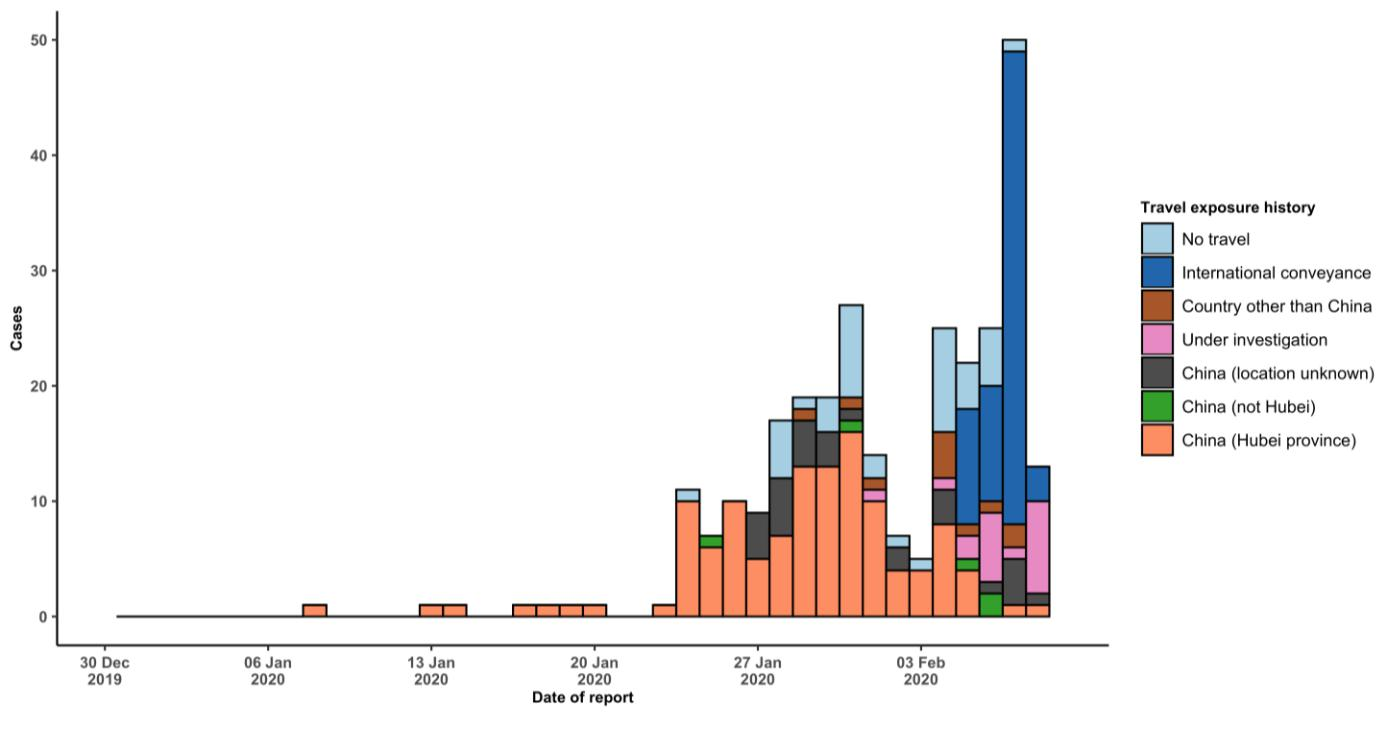 50
40
30
20
10
0
Cases
30 Dec
2019
06 Jan
2020
13 Jan
2020
20 Jan
2020
27 Jan
2020
03 Feb
2020
Date of report
Travel exposure history
No travel
International conveyance
Country other than China
Under investigation
China (location unknown)
China (not Hubei)
China (Hubei province)